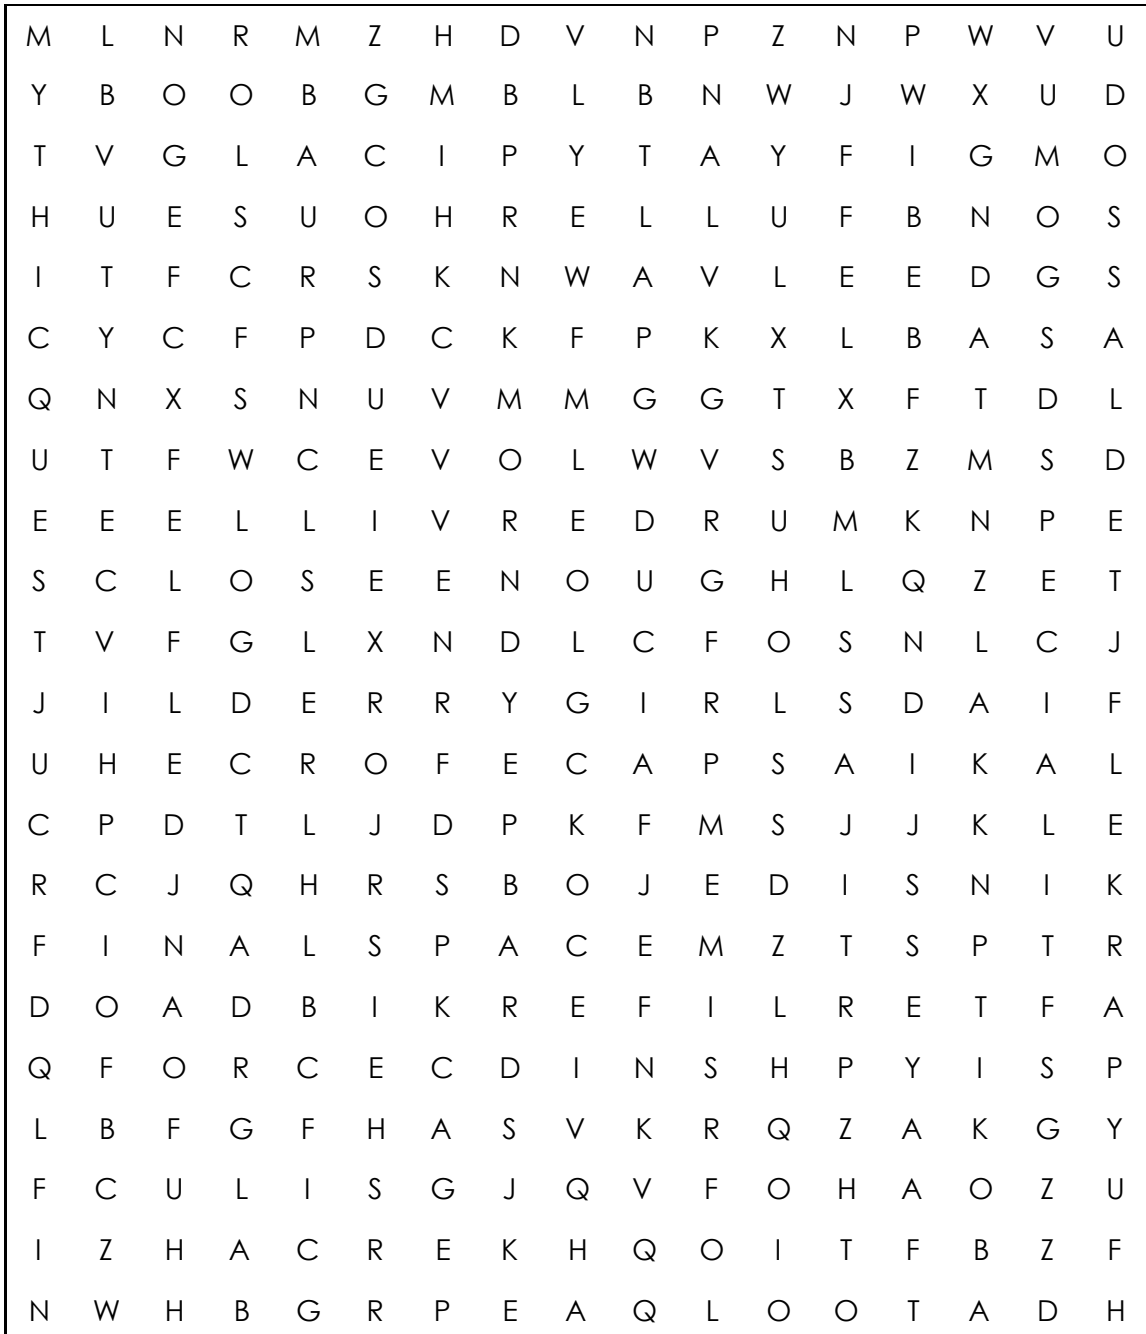 M L N R M Z H D V N P Z N P W V U
Y B O O B G M B L B N W J W X U D
T V G L A C I P Y T A Y F I G M O
H U E S U O H R E L L U F B N O S
I T F C R S K N W A V L E E D G S
C Y C F P D C K F P K X L B A S A
Q N X S N U V M M G G T X F T D L
U T F W C E V O L W V S B Z M S D
E E E L L I V R E D R U M K N P E
S C L O S E E N O U G H L Q Z E T
T V F G L X N D L C F O S N L C J
J I L D E R R Y G I R L S D A I F
U H E C R O F E C A P S A I K A L
C P D T L J D P K F M S J J K L E
R C J Q H R S B O J E D I S N I K
F I N A L S P A C E M Z T S P T R
D O A D B I K R E F I L R E T F A
Q F O R C E C D I N S H P Y I S P
L B F G F H A S V K R Q Z A K G Y
F C U L I S G J Q V F O H A O Z U
I Z H A C R E K H Q O I T F B Z F
N W H B G R P E A Q L O O T A D H